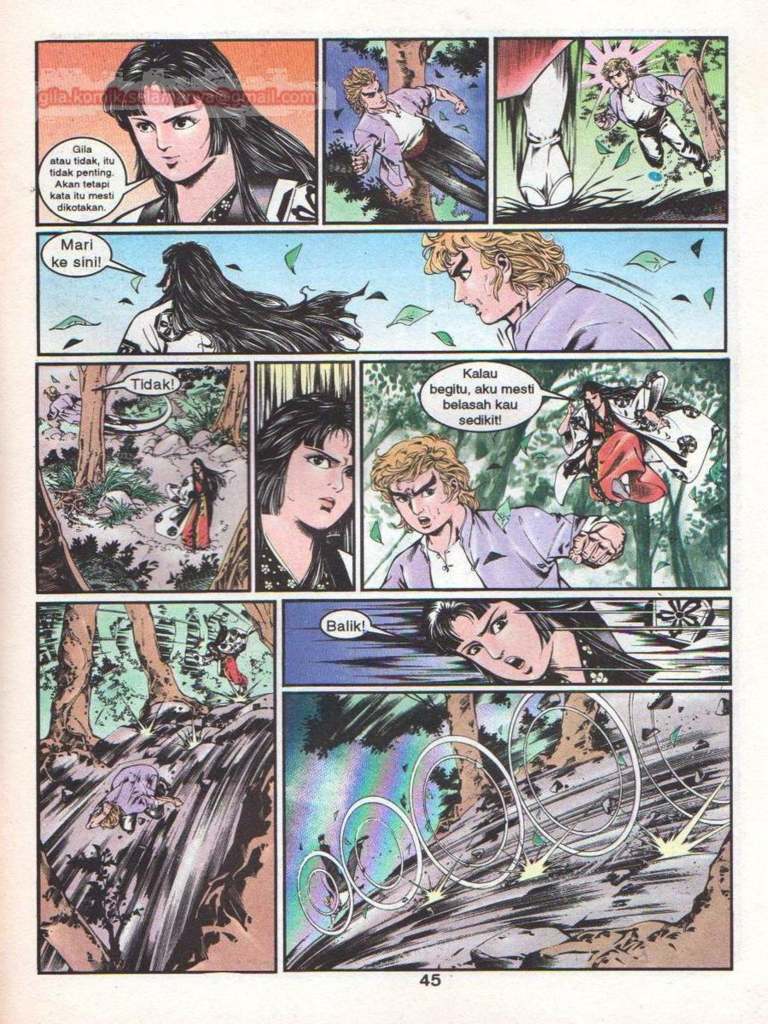 gila.komik.selamanya@gmail.com
Gila
atau tidak, itu
tidak penting.
Akan tetapi
kata itu mesti
dikotakan.
Mari
ke sini!
Tidak!
Kalau
begitu, aku mesti
belasah kau
sedikit!
Balik!
45